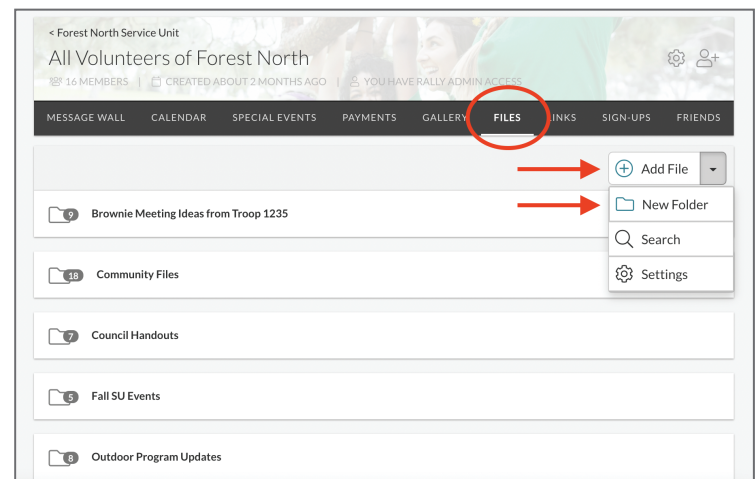 < Forest North Service Unit
All Volunteers of Forest North
16 MEMBERS | CREATED ABOUT 2 MONTHS AGO | YOU HAVE RALLY ADMIN ACCESS
MESSAGE WALL CALENDAR SPECIAL EVENTS PAYMENTS GALLERY FILES LINKS SIGN-UPS FRIENDS
Add File
New Folder
9 Brownie Meeting Ideas from Troop 1235
Search
18 Community Files
Settings
7 Council Handouts
5 Fall SU Events
8 Outdoor Program Updates